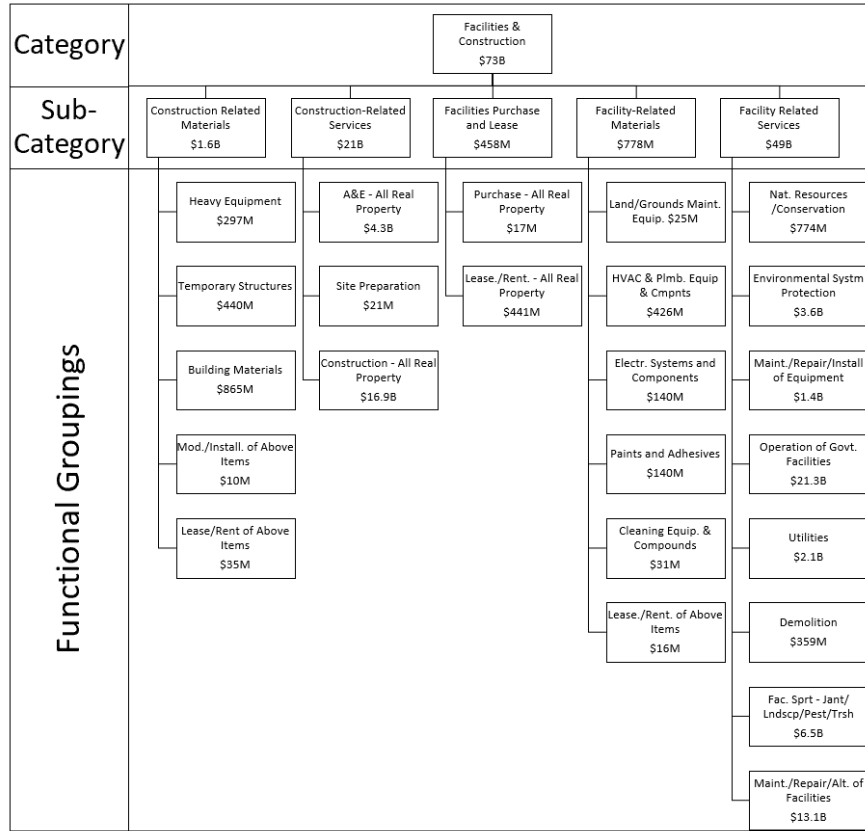 Category
Facilities &
Construction
$73B
Sub-
Category
Construction Related
Materials
$1.6B
Construction-Related
Services
$21B
Facilities Purchase
and Lease
$458M
Facility-Related
Materials
$778M
Facility Related
Services
$49B
Functional Groupings
Heavy Equipment
$297M
Temporary Structures
$440M
Building Materials
$865M
Mod./Install. of Above
Items
$10M
Lease/Rent of Above
Items
$35M
A&E - All Real
Property
$4.3B
Site Preparation
$21M
Construction - All Real
Property
$16.9B
Purchase - All Real
Property
$17M
Lease./Rent. - All Real
Property
$441M
Land/Grounds Maint.
Equip. $25M
HVAC & Plmb. Equip
& Cmpnts
$426M
Electr. Systems and
Components
$140M
Paints and Adhesives
$140M
Cleaning Equip. &
Compounds
$31M
Lease./Rent. of Above
Items
$16M
Nat. Resources
/Conservation
$774M
Environmental Systm
Protection
$3.6B
Maint./Repair/Install
of Equipment
$1.4B
Operation of Govt.
Facilities
$21.3B
Utilities
$2.1B
Demolition
$359M
Fac. Sprt - Jant/
Lndscp/Pest/Trsh
$6.5B
Maint./Repair/Alt. of
Facilities
$13.1B